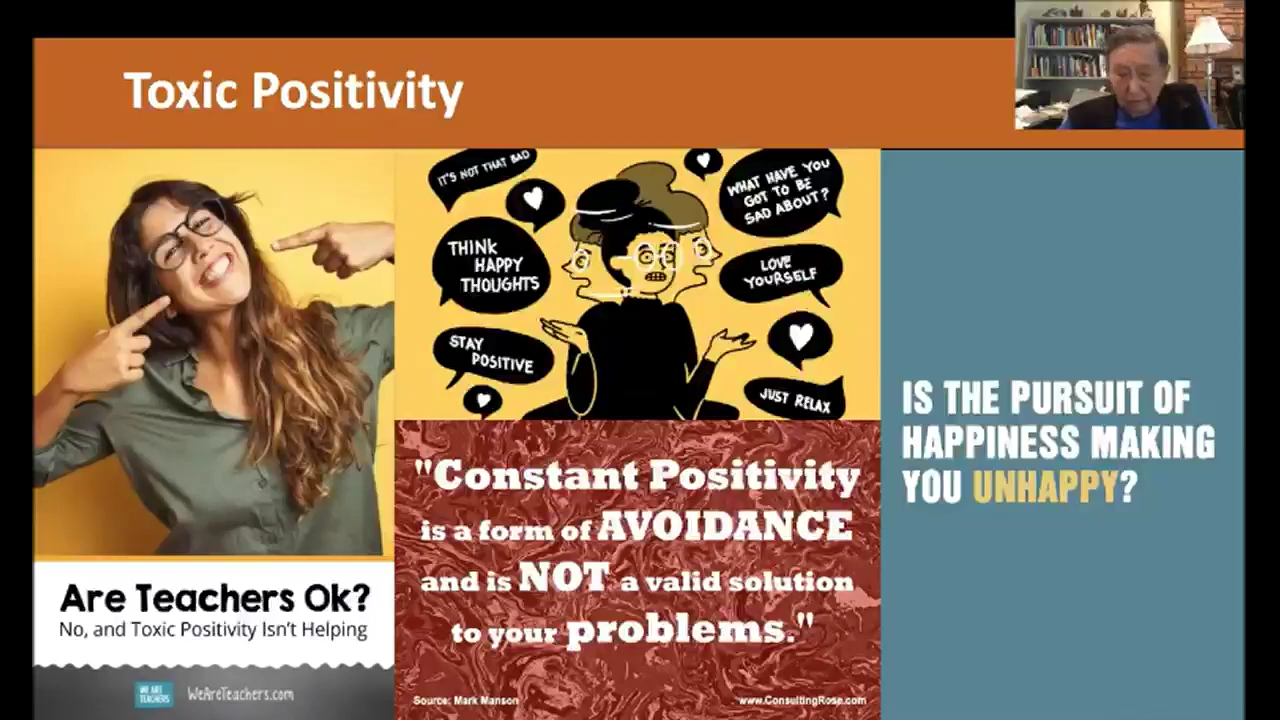 Toxic Positivity
Are Teachers Ok?
No, and Toxic Positivity Isn't Helping
WE ARE
TEACHERS
WeAreTeachers.com
IT'S NOT THAT BAD
THINK
HAPPY
THOUGHTS
STAY
POSITIVE
WHAT HAVE YOU
GOT TO BE
SAD ABOUT?
LOVE
YOURSELF
JUST RELAX
"Constant Positivity
is a form of AVOIDANCE
and is NOT a valid solution
to your problems."
Source: Mark Manson
www.ConsultingRose.com
IS THE PURSUIT OF
HAPPINESS MAKING
YOU UNHAPPY?